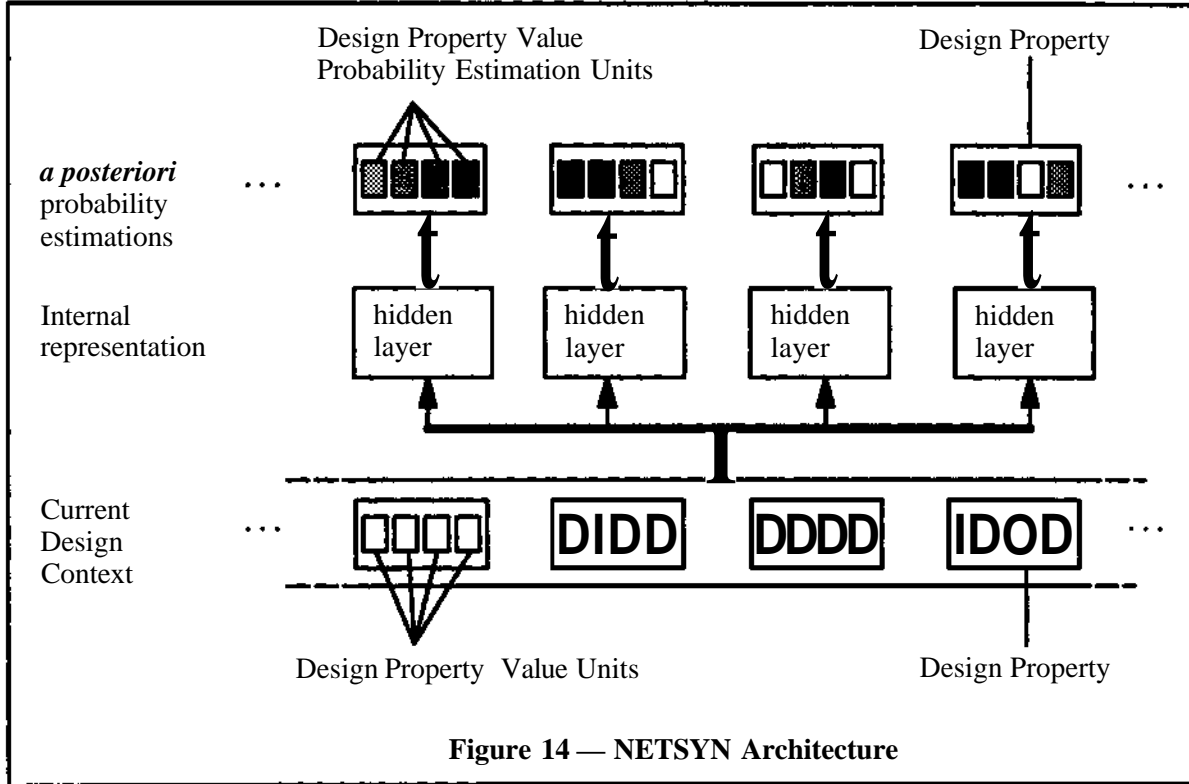 Design Property Value
Probability Estimation Units
Design Property
a posteriori
probability
estimations
...
...
t t t t
Internal
representation
hidden
layer
hidden
layer
hidden
layer
hidden
layer
Current
Design
Context
...
DIDD
DDDD
IDOD
...
Design Property Value Units
Design Property
Figure 14 — NETSYN Architecture